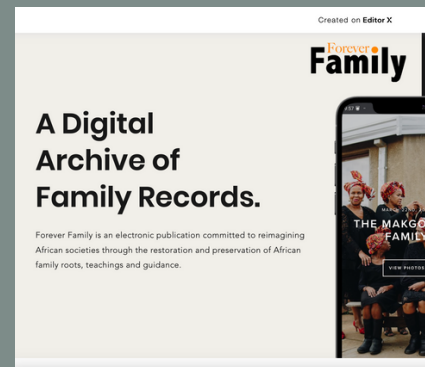 Created on Editor X
Forever
Family
A Digital
Archive of
Family Records.
Forever Family is an electronic publication committed to reimagining
African societies through the restoration and preservation of African
family roots, teachings and guidance.
THE MAKGO
FAMILY
VIEW PHOTOS